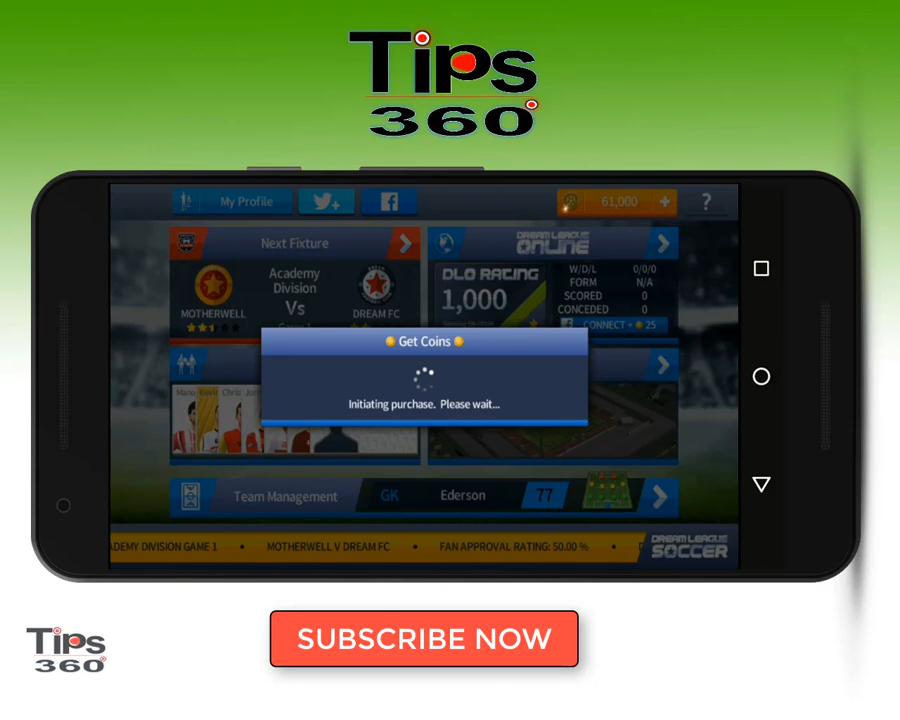 Tips
360°
My Profile
61,000
?
Next Fixture
DREAM LEAGUE
ONLINE
Academy
Division
Vs
MOTHERWELL
DREAM FC
DLO RATING
1,000
W/D/L 0/0/0
FORM N/A
SCORED 0
CONCEDED 0
CONNECT = 25
Get Coins
Initiating purchase. Please wait...
Mano Kevin Chris
Team Management
GK Ederson 77
ADEMY DIVISION GAME 1 • MOTHERWELL V DREAM FC • FAN APPROVAL RATING: 50.00 % •
DREAM LEAGUE
SOCCER
SUBSCRIBE NOW
Tips
360°